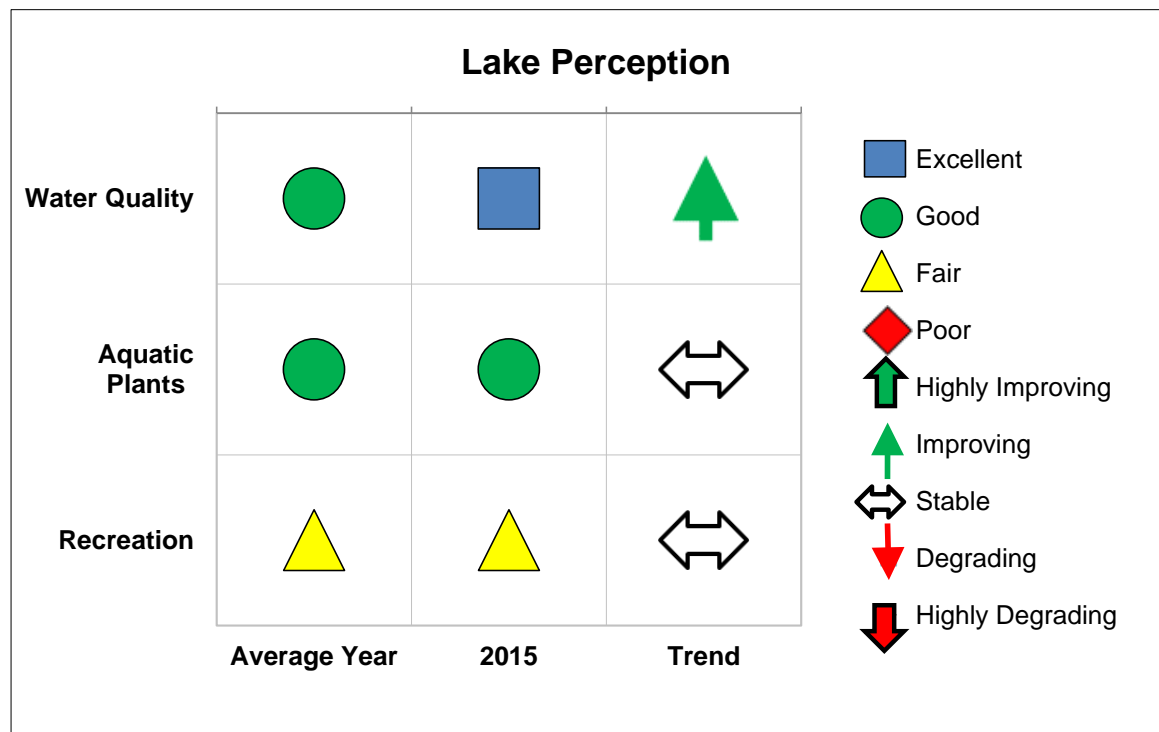 Lake Perception
Water Quality
Aquatic
Plants
Recreation
Average Year
2015
Trend
Excellent
Good
Fair
Poor
Highly Improving
Improving
Stable
Degrading
Highly Degrading